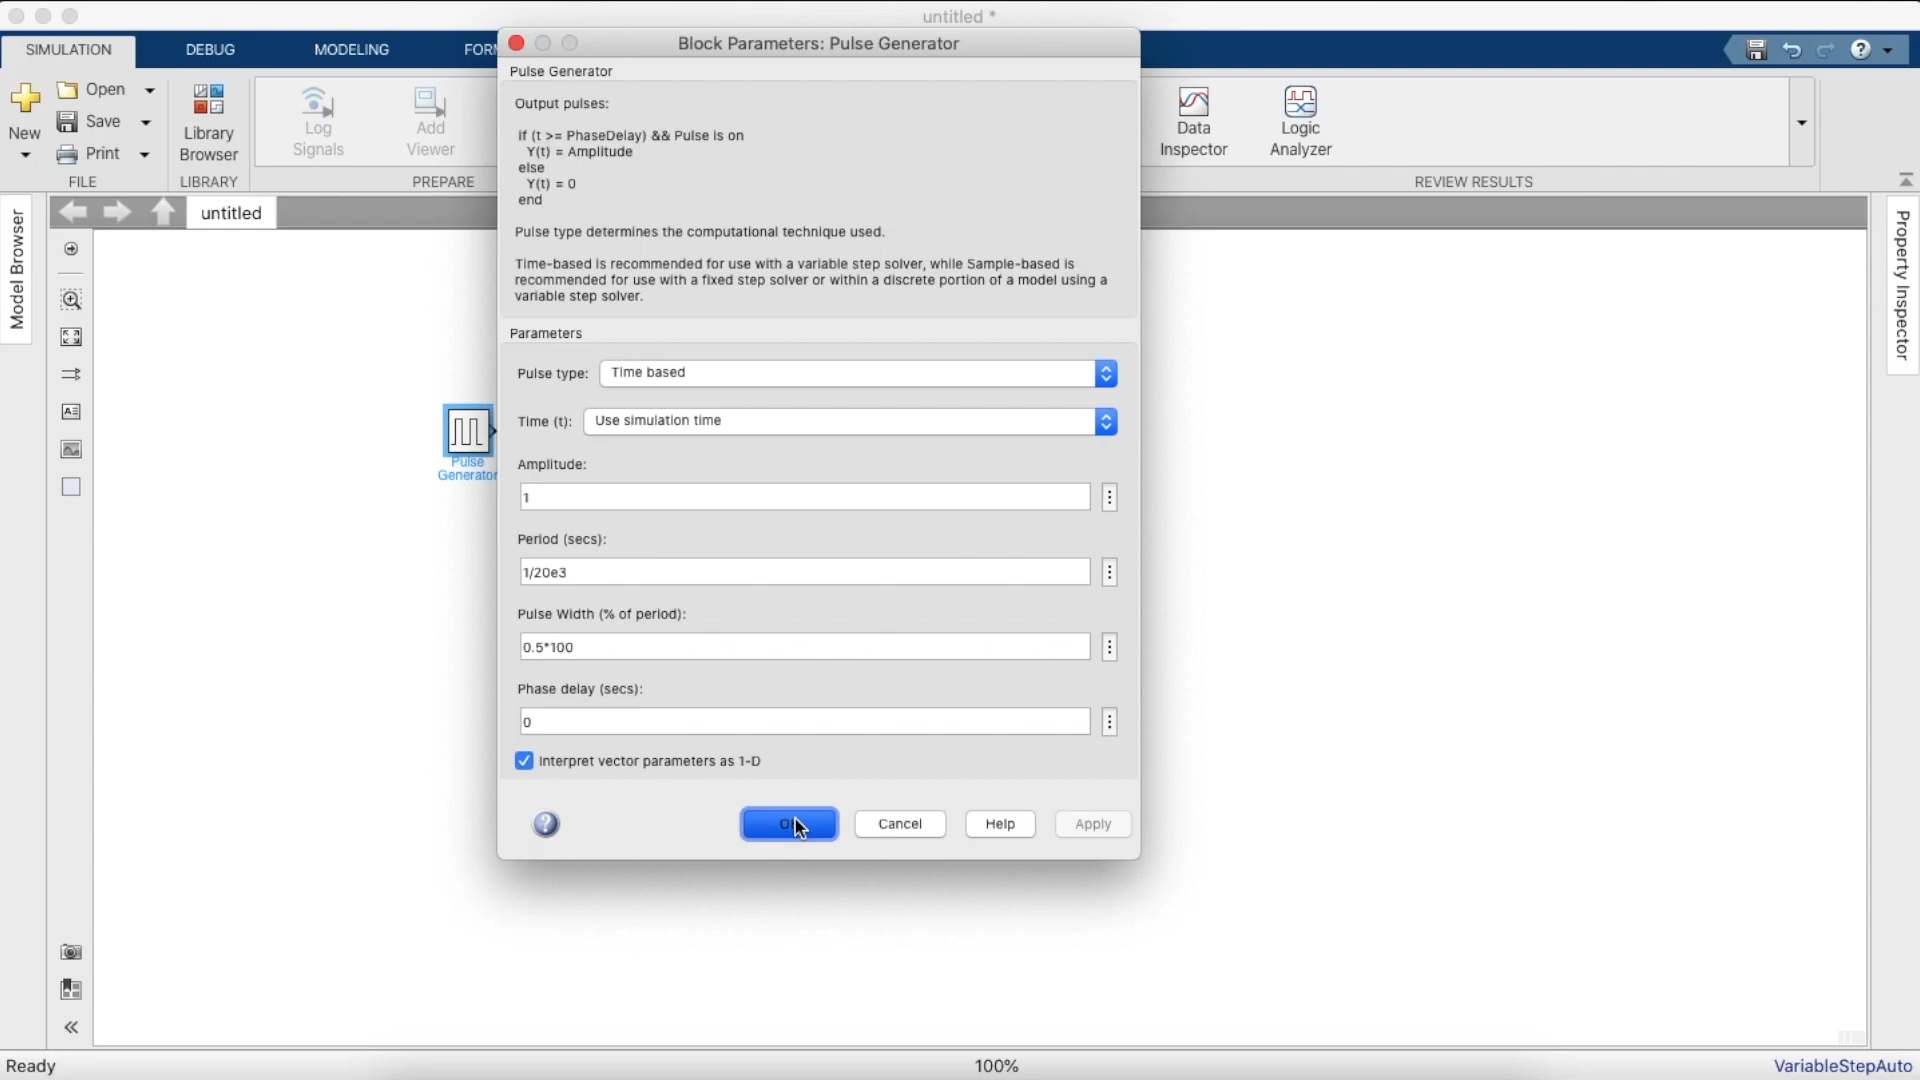 untitled *
SIMULATION
DEBUG
MODELING
FORM
Block Parameters: Pulse Generator
New
Open
Save
Print
FILE
Library
Browser
LIBRARY
Log
Signals
Add
Viewer
PREPARE
Data
Inspector
Logic
Analyzer
REVIEW RESULTS
untitled
Model Browser
Property Inspector
Pulse
Generator
Pulse Generator
Output pulses:
if (t >= PhaseDelay) && Pulse is on
Y(t) = Amplitude
else
Y(t) = 0
end
Pulse type determines the computational technique used.
Time-based is recommended for use with a variable step solver, while Sample-based is
recommended for use with a fixed step solver or within a discrete portion of a model using a
variable step solver.
Parameters
Pulse type: Time based
Time (t): Use simulation time
Amplitude:
1
Period (secs):
1/20e3
Pulse Width (% of period):
0.5*100
Phase delay (secs):
0
Interpret vector parameters as 1-D
Cancel
Help
Apply
Ready
100%
VariableStepAuto